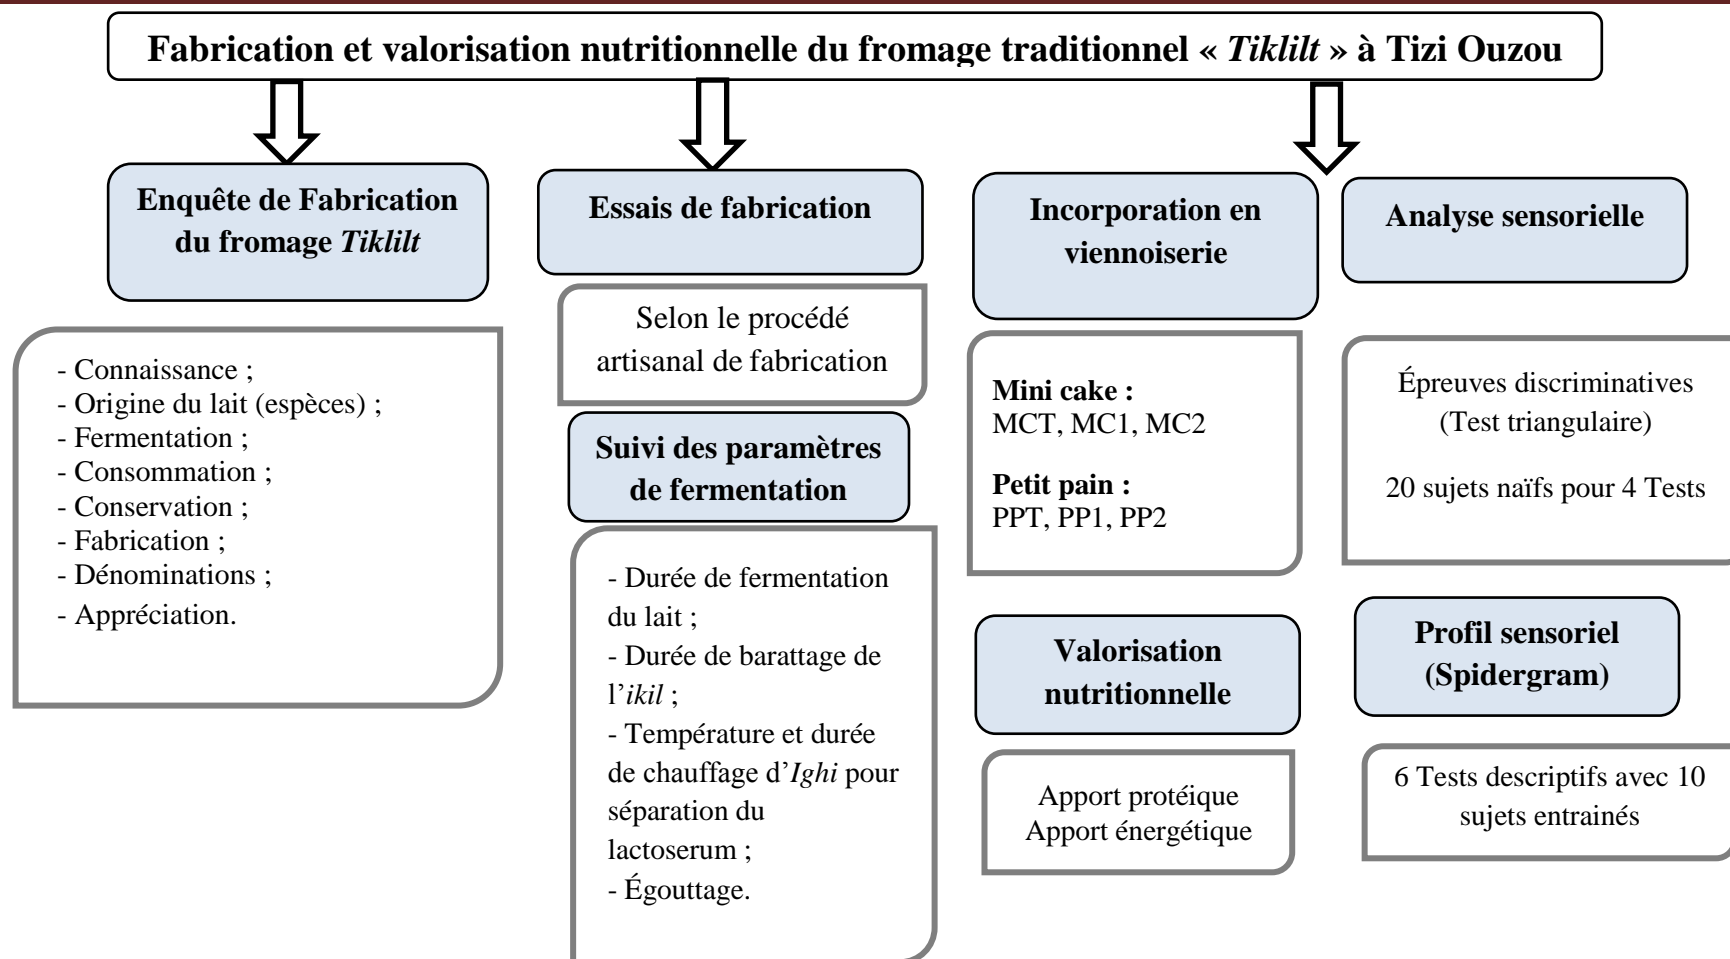 Fabrication et valorisation nutritionnelle du fromage traditionnel « Tiklilt » à Tizi Ouzou
Enquête de Fabrication
du fromage Tiklilt
- Connaissance ;
- Origine du lait (espèces) ;
- Fermentation ;
- Consommation ;
- Conservation ;
- Fabrication ;
- Dénominations ;
- Appréciation.
Essais de fabrication
Selon le procédé
artisanal de fabrication
Suivi des paramètres
de fermentation
- Durée de fermentation
du lait ;
- Durée de barattage de
l’ikil ;
- Température et durée
de chauffage d’Ighi pour
séparation du
lactoserum ;
- Égouttage.
Incorporation en
viennoiserie
Mini cake :
MCT, MC1, MC2
Petit pain :
PPT, PP1, PP2
Valorisation
nutritionnelle
Apport protéique
Apport énergétique
Analyse sensorielle
Épreuves discriminatives
(Test triangulaire)
20 sujets naïfs pour 4 Tests
Profil sensoriel
(Spidergram)
6 Tests descriptifs avec 10
sujets entrainés